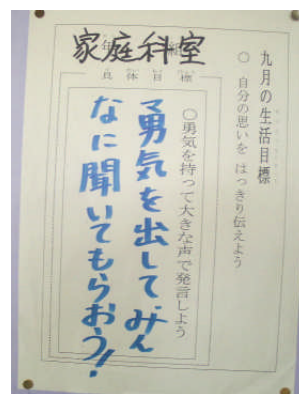 九月の生活目標
○ 自分の思いを はっきり伝えよう
家庭科室
具体目標
○勇気を持って大きな声で発言しよう
勇気を出して、みん
なに聞いてもらおう!!